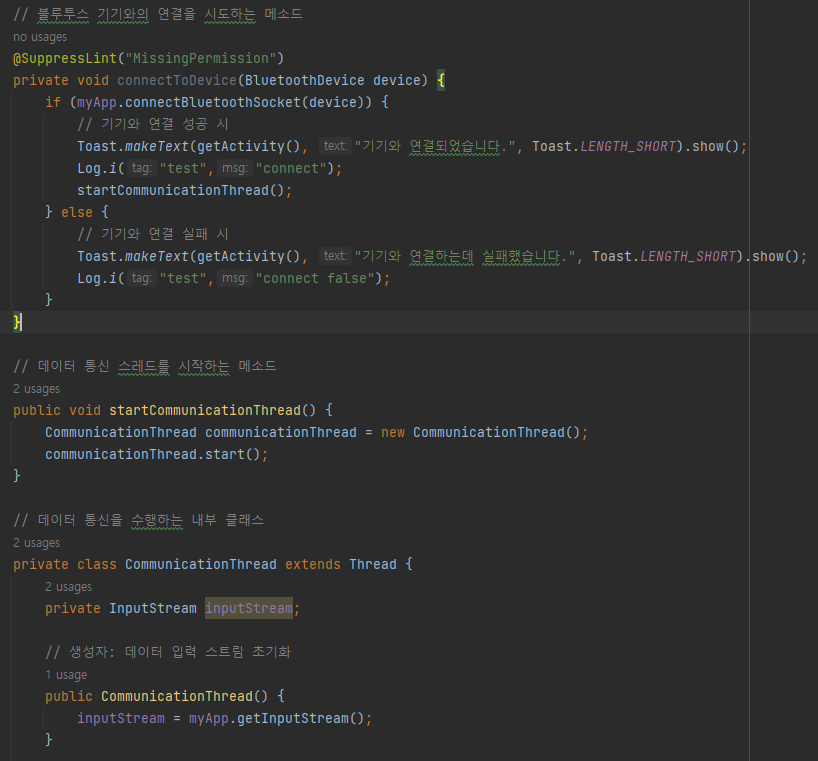 // 블루투스 기기와의 연결을 시도하는 메소드
no usages
@SuppressLint("MissingPermission")
private void connectToDevice(BluetoothDevice device) {
if (myApp.connectBluetoothSocket(device)) {
// 기기와 연결 성공 시
Toast.makeText(getActivity(), text: "기기와 연결되었습니다.", Toast.LENGTH_SHORT).show();
Log.i( tag: "test", msg: "connect");
startCommunicationThread();
} else {
// 기기와 연결 실패 시
Toast.makeText(getActivity(), text: "기기와 연결하는데 실패했습니다.", Toast.LENGTH_SHORT).show();
Log.i( tag: "test", msg: "connect false");
}
}
// 데이터 통신 스레드를 시작하는 메소드
2 usages
public void startCommunicationThread() {
CommunicationThread communicationThread = new CommunicationThread();
communicationThread.start();
}
// 데이터 통신을 수행하는 내부 클래스
2 usages
private class CommunicationThread extends Thread {
2 usages
private InputStream inputStream;
// 생성자: 데이터 입력 스트림 초기화
1 usage
public CommunicationThread() {
inputStream = myApp.getInputStream();
}